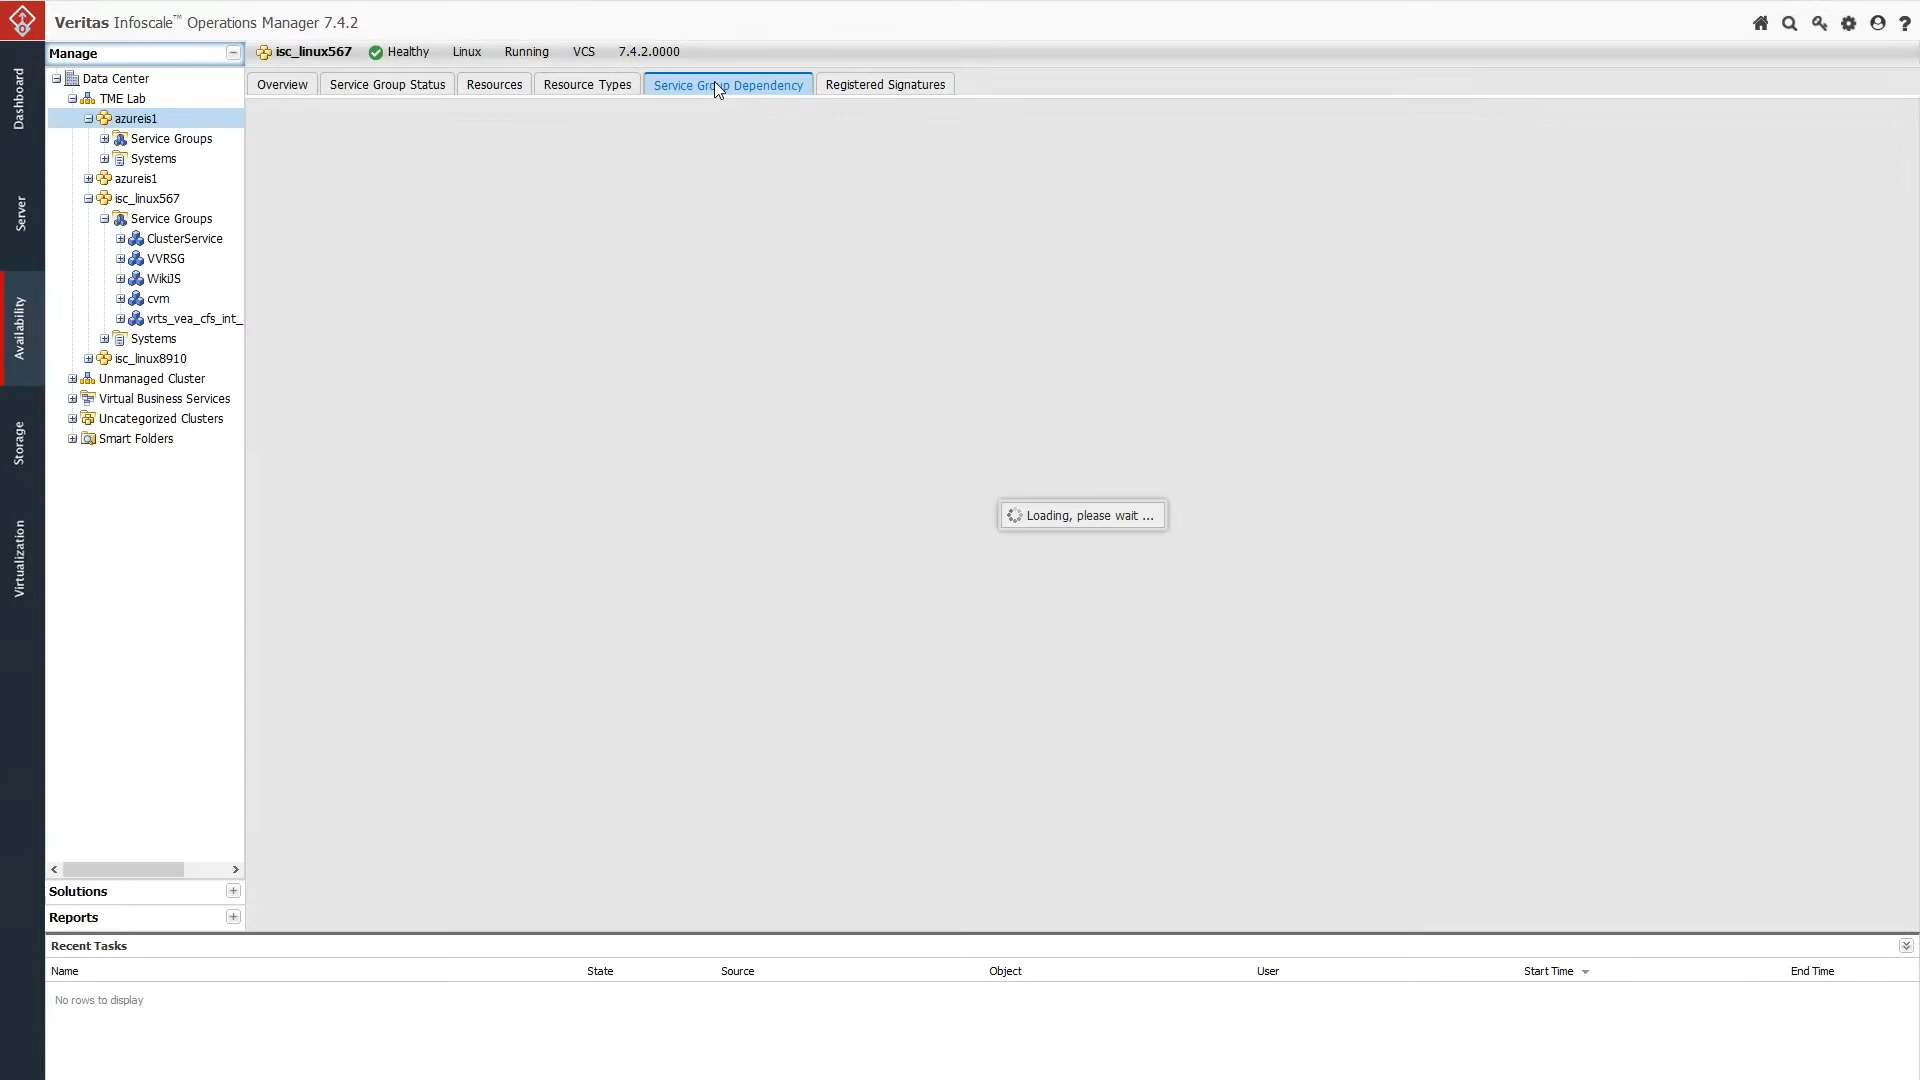 Veritas Infoscale™ Operations Manager 7.4.2
Manage
isc_linux567 Healthy Linux Running VCS 7.4.2.0000
Overview Service Group Status Resources Resource Types Service Group Dependency Registered Signatures
Dashboard
Server
Availability
Storage
Virtualization
Data Center
TME Lab
azureis1
Service Groups
Systems
azureis1
isc_linux567
Service Groups
ClusterService
VVRSG
WikiJS
cvm
vrts_vea_cfs_int_
Systems
isc_linux8910
Unmanaged Cluster
Virtual Business Services
Uncategorized Clusters
Smart Folders
Loading, please wait ...
Solutions
Reports
Recent Tasks
Name State Source Object User Start Time End Time
No rows to display